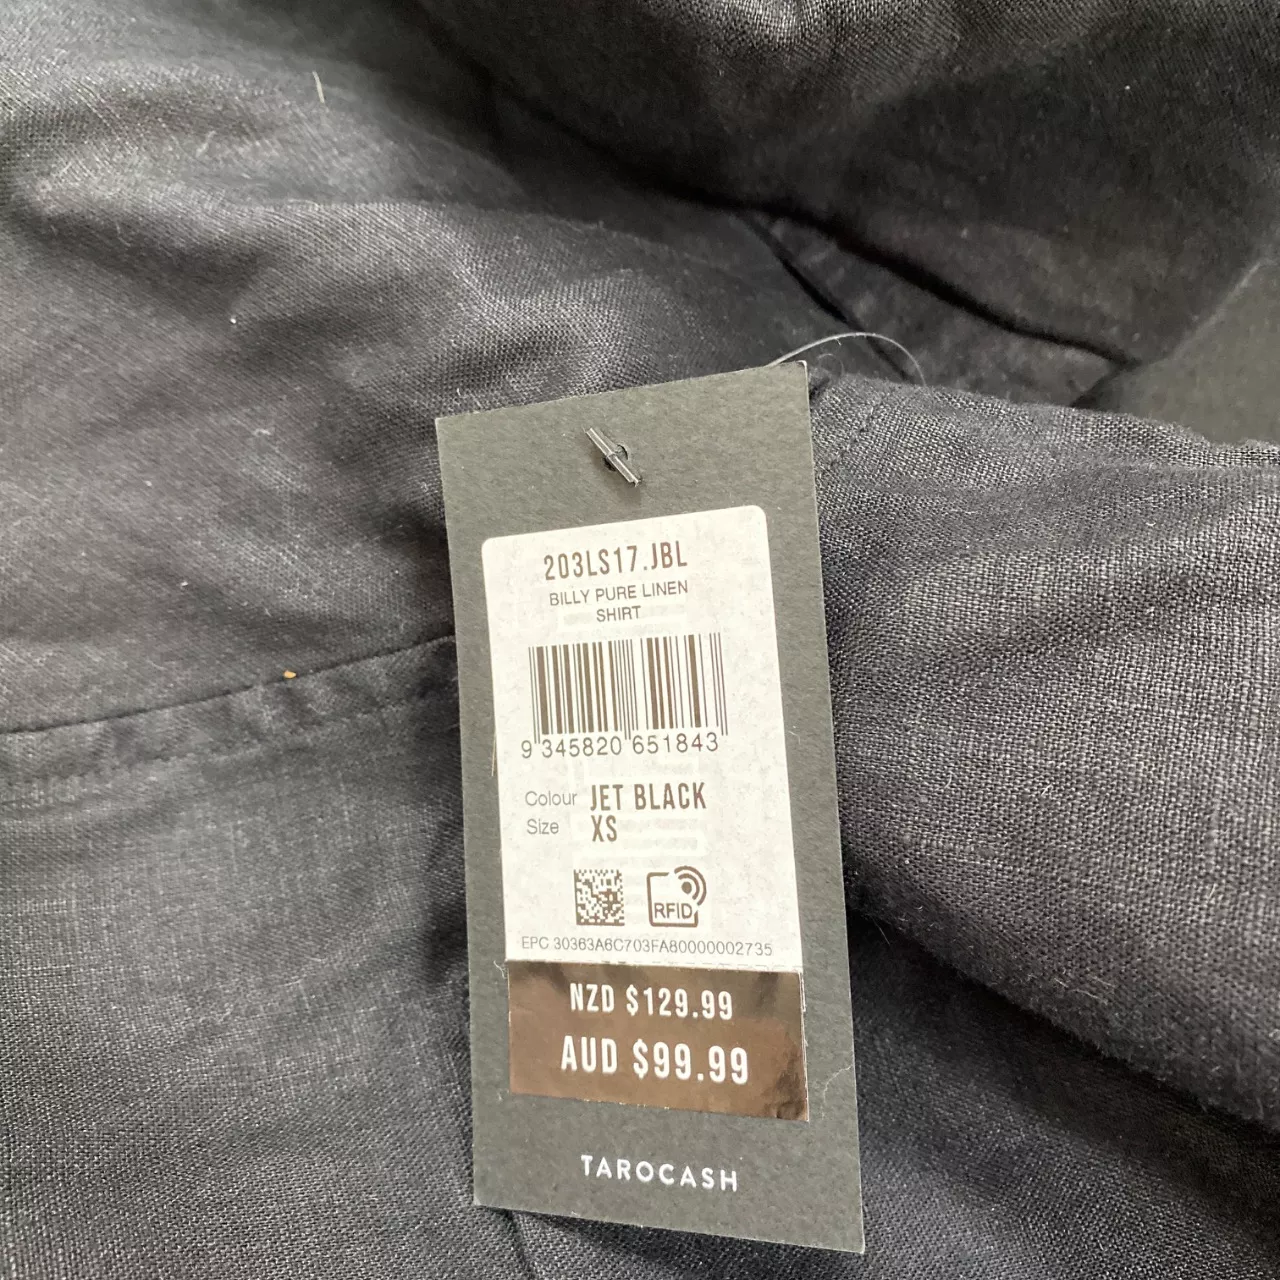 203LS17.JBL
BILLY PURE LINEN
SHIRT
9 345820 651843
Colour JET BLACK
Size XS
RFID
EPC 30363A6C703FA80000002735
NZD $129.99
AUD $99.99
TAROCASH